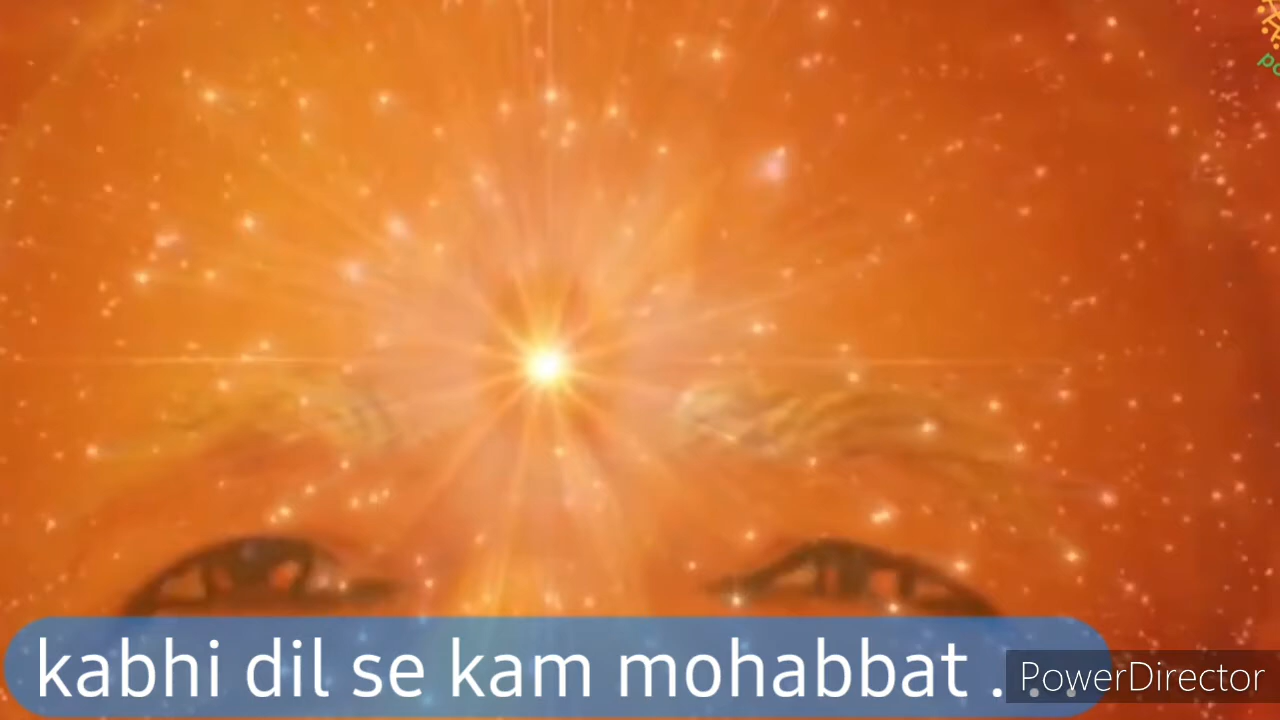 kabhi dil se kam mohabbat . . .
PowerDirector